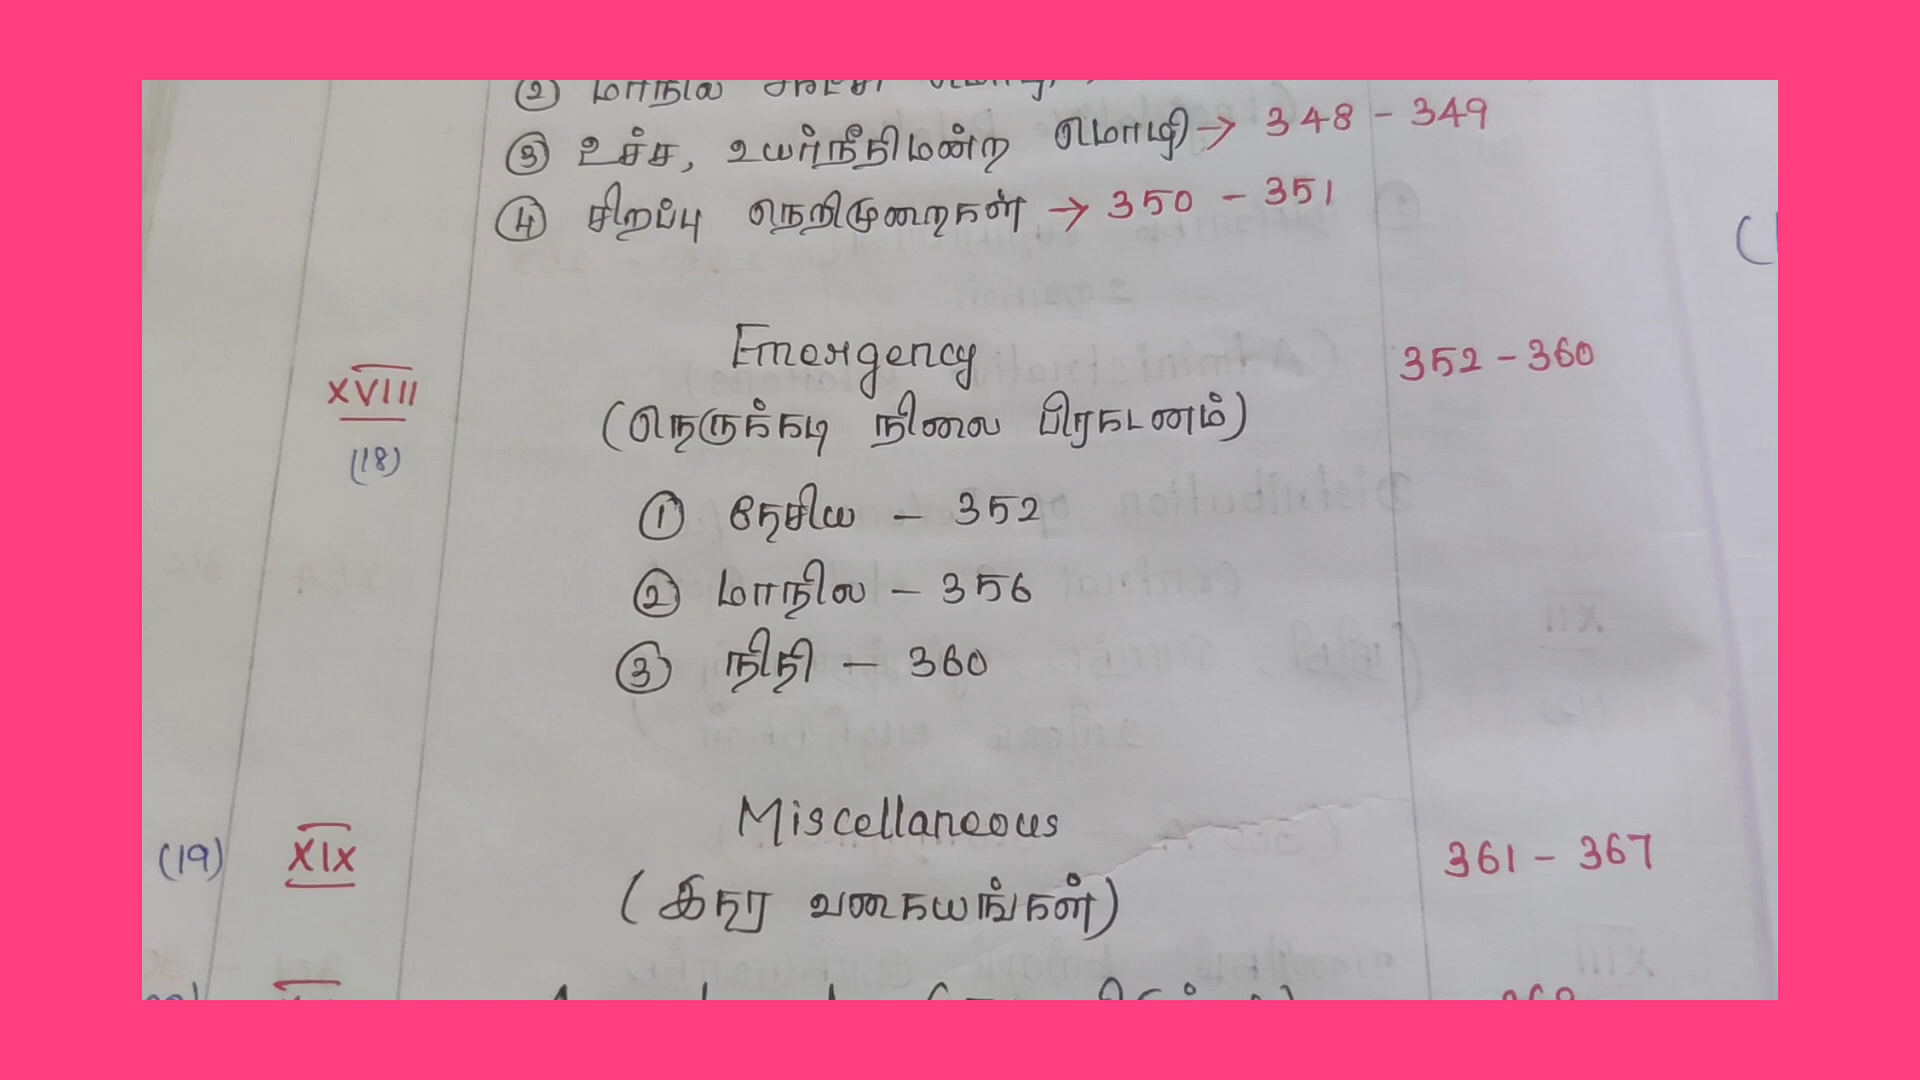 ② மாநில
③ உச்ச, உயர்நீதிமன்ற மொழி → 348 - 349
④ சிறப்பு நெறிமுறைகள் → 350 - 351
XVIII
(18)
Emergency
352 - 360
(நெருக்கடி நிலை பிரகடனம்)
① தேசிய - 352
② மாநில - 356
③ நிதி - 360
(19) XIX
Miscellaneous
361 - 367
(இதர வகையங்கள்)